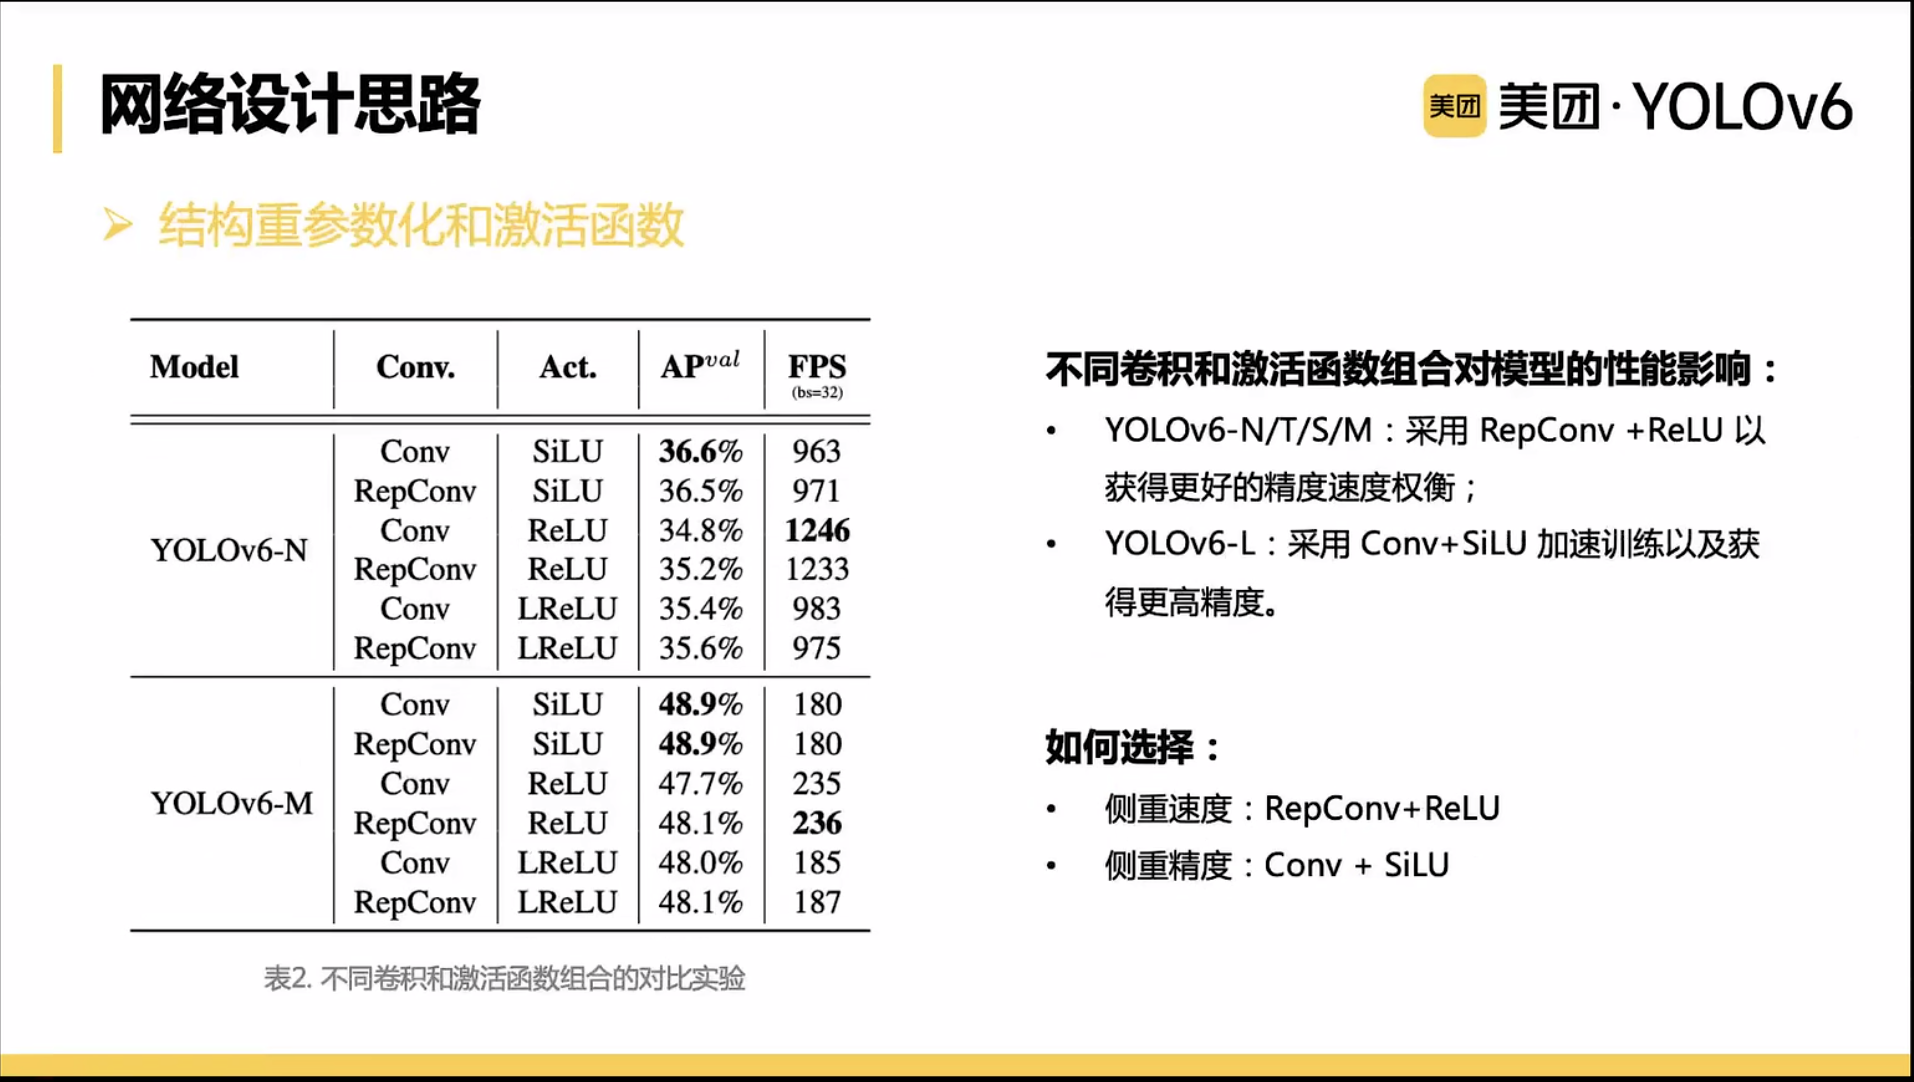 网络设计思路
美团 美团·YOLOv6
结构重参数化和激活函数
Model Conv. Act. AP^val FPS
(bs=32)
Conv SiLU 36.6% 963
RepConv SiLU 36.5% 971
Conv ReLU 34.8% 1246
YOLOv6-N
RepConv ReLU 35.2% 1233
Conv LReLU 35.4% 983
RepConv LReLU 35.6% 975
Conv SiLU 48.9% 180
RepConv SiLU 48.9% 180
Conv ReLU 47.7% 235
YOLOv6-M
RepConv ReLU 48.1% 236
Conv LReLU 48.0% 185
RepConv LReLU 48.1% 187
表2. 不同卷积和激活函数组合的对比实验
不同卷积和激活函数组合对模型的性能影响：
• YOLOv6-N/T/S/M：采用 RepConv +ReLU 以
获得更好的精度速度权衡；
• YOLOv6-L：采用 Conv+SiLU 加速训练以及获
得更高精度。
如何选择：
• 侧重速度：RepConv+ReLU
• 侧重精度：Conv + SiLU